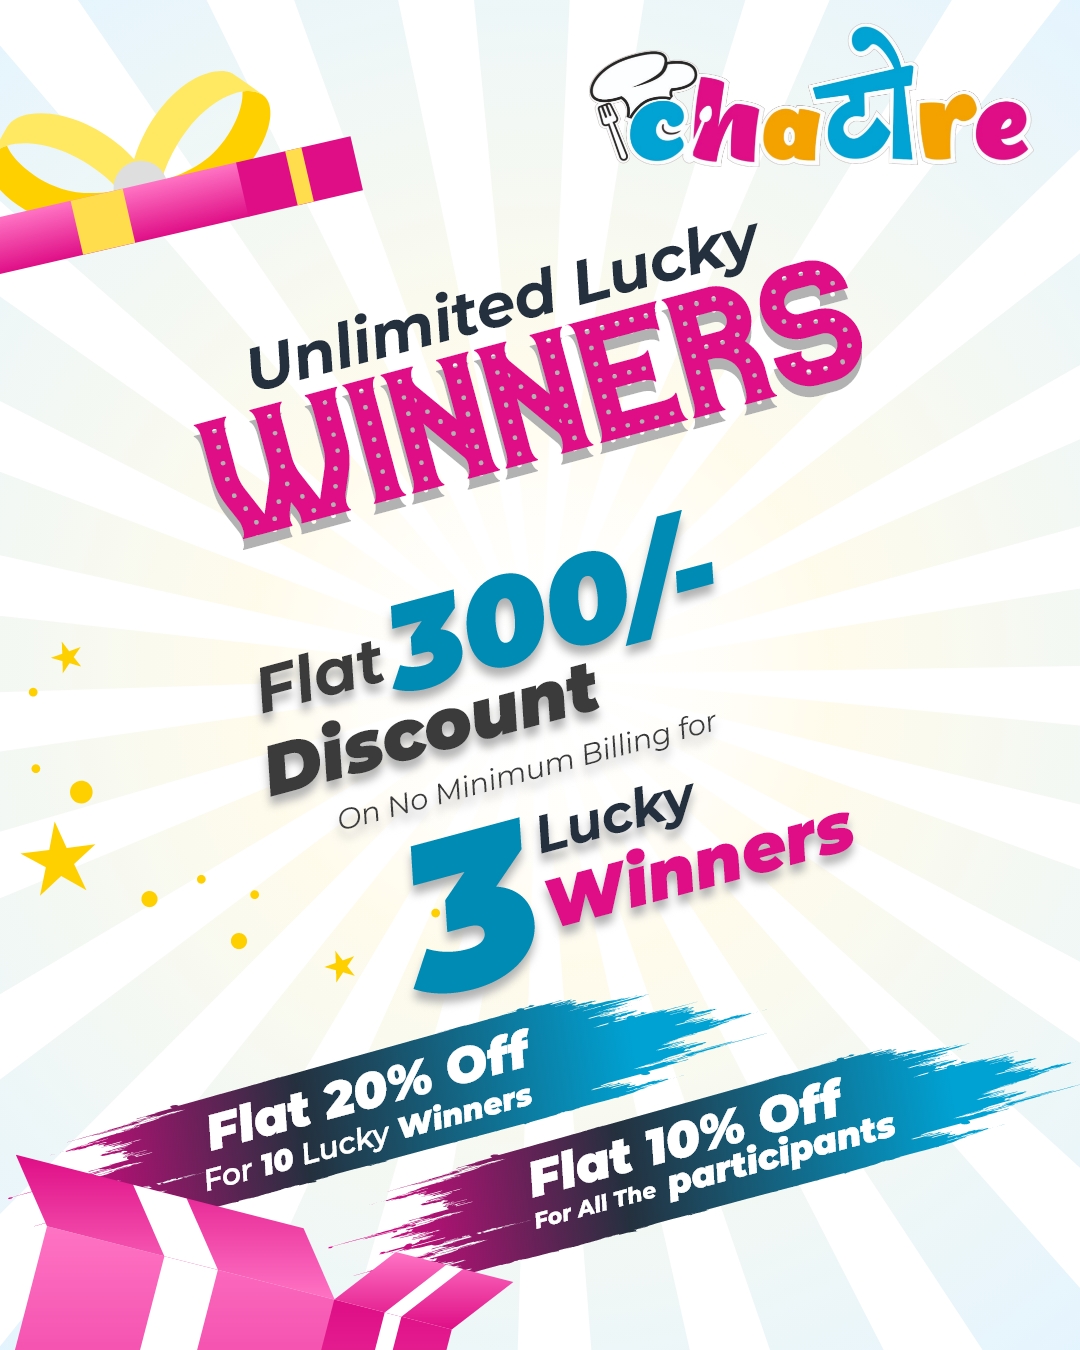 chaटोre
Unlimited Lucky
WINNERS
Flat 300/-
Discount
On No Minimum Billing for
3 Lucky
Winners
Flat 20% Off
For 10 Lucky Winners
Flat 10% Off
For All The participants